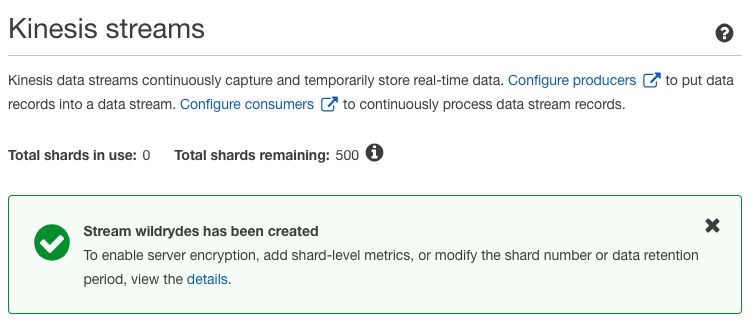 Kinesis streams
Kinesis data streams continuously capture and temporarily store real-time data. Configure producers to put data
records into a data stream. Configure consumers to continuously process data stream records.
Total shards in use: 0 Total shards remaining: 500
Stream wildrydes has been created
To enable server encryption, add shard-level metrics, or modify the shard number or data retention
period, view the details.